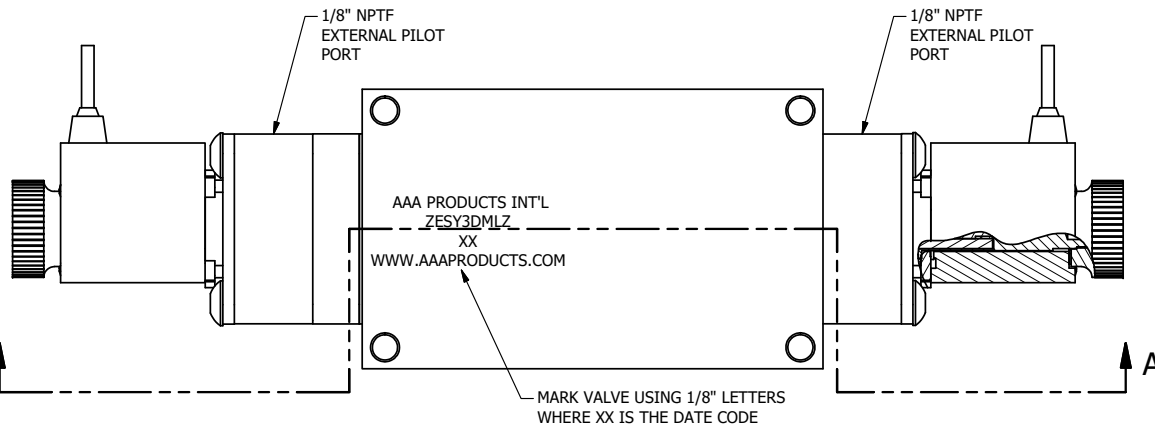 1/8" NPTF
EXTERNAL PILOT
PORT
1/8" NPTF
EXTERNAL PILOT
PORT
AAA PRODUCTS INT'L
ZESY3DMLZ
XX
WWW.AAAPRODUCTS.COM
A
MARK VALVE USING 1/8" LETTERS
WHERE XX IS THE DATE CODE